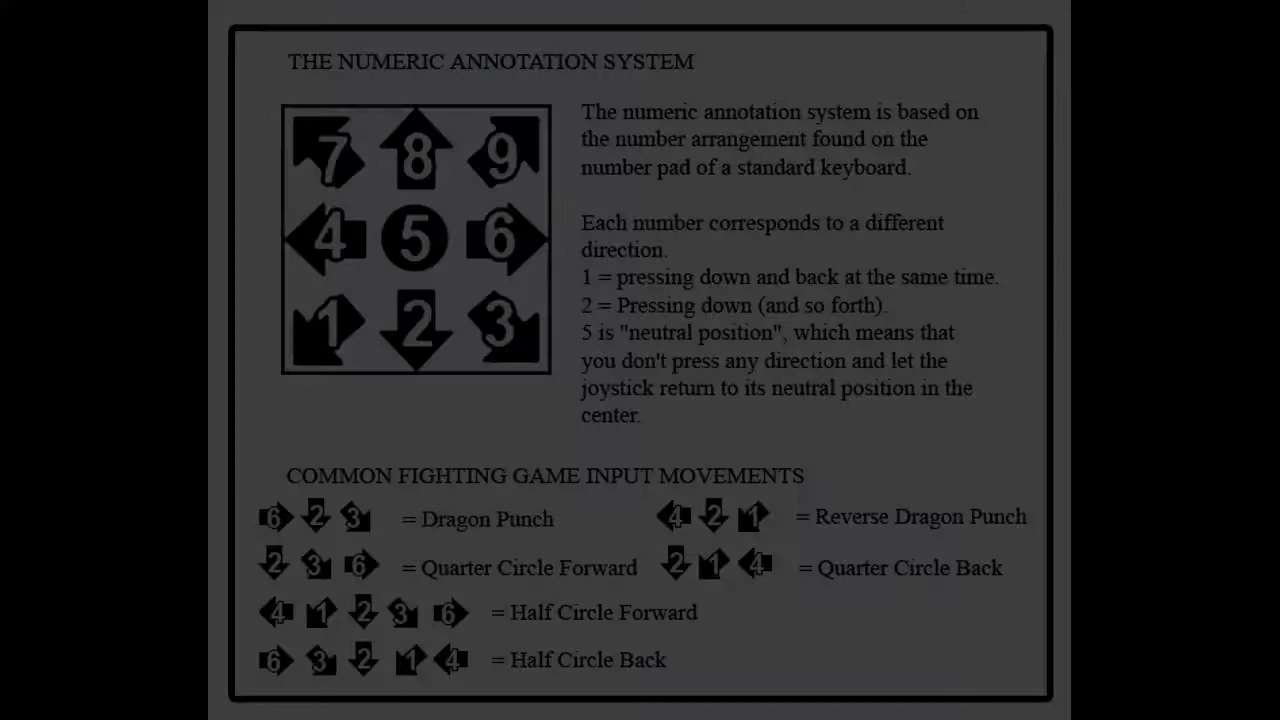 THE NUMERIC ANNOTATION SYSTEM
7 8 9
4 5 6
1 2 3
The numeric annotation system is based on
the number arrangement found on the
number pad of a standard keyboard.
Each number corresponds to a different
direction.
1 = pressing down and back at the same time.
2 = Pressing down (and so forth).
5 is "neutral position", which means that
you don't press any direction and let the
joystick return to its neutral position in the
center.
COMMON FIGHTING GAME INPUT MOVEMENTS
6 2 3 = Dragon Punch
4 2 1 = Reverse Dragon Punch
2 3 6 = Quarter Circle Forward
2 1 4 = Quarter Circle Back
4 1 2 3 6 = Half Circle Forward
6 3 2 1 4 = Half Circle Back